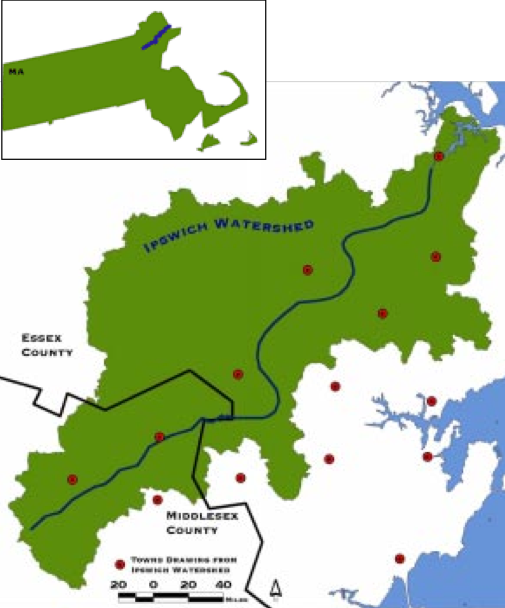 MA
IPSWICH WATERSHED
ESSEX
COUNTY
MIDDLESEX
COUNTY
TOWNS DRAWING FROM
IPSWICH WATERSHED
20 0 20 40
MILES